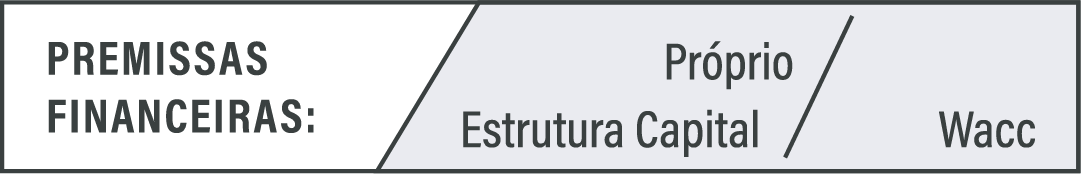 PREMISSAS
FINANCEIRAS:
Próprio
Estrutura Capital
Wacc